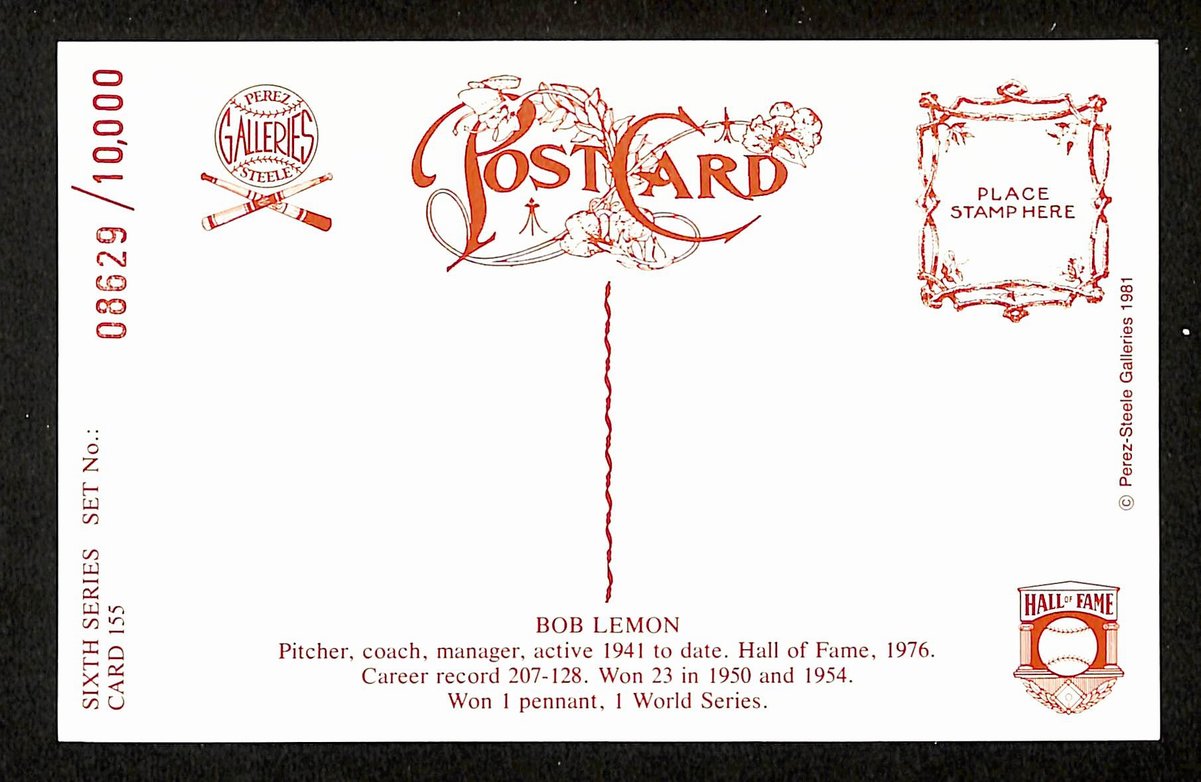 PEREZ
GALLERIES
STEELE
POSTCARD
PLACE
STAMP HERE
08629 / 10,000
SIXTH SERIES SET No.:
CARD 155
© Perez-Steele Galleries 1981
BOB LEMON
Pitcher, coach, manager, active 1941 to date. Hall of Fame, 1976.
Career record 207-128. Won 23 in 1950 and 1954.
Won 1 pennant, 1 World Series.
HALL OF FAME